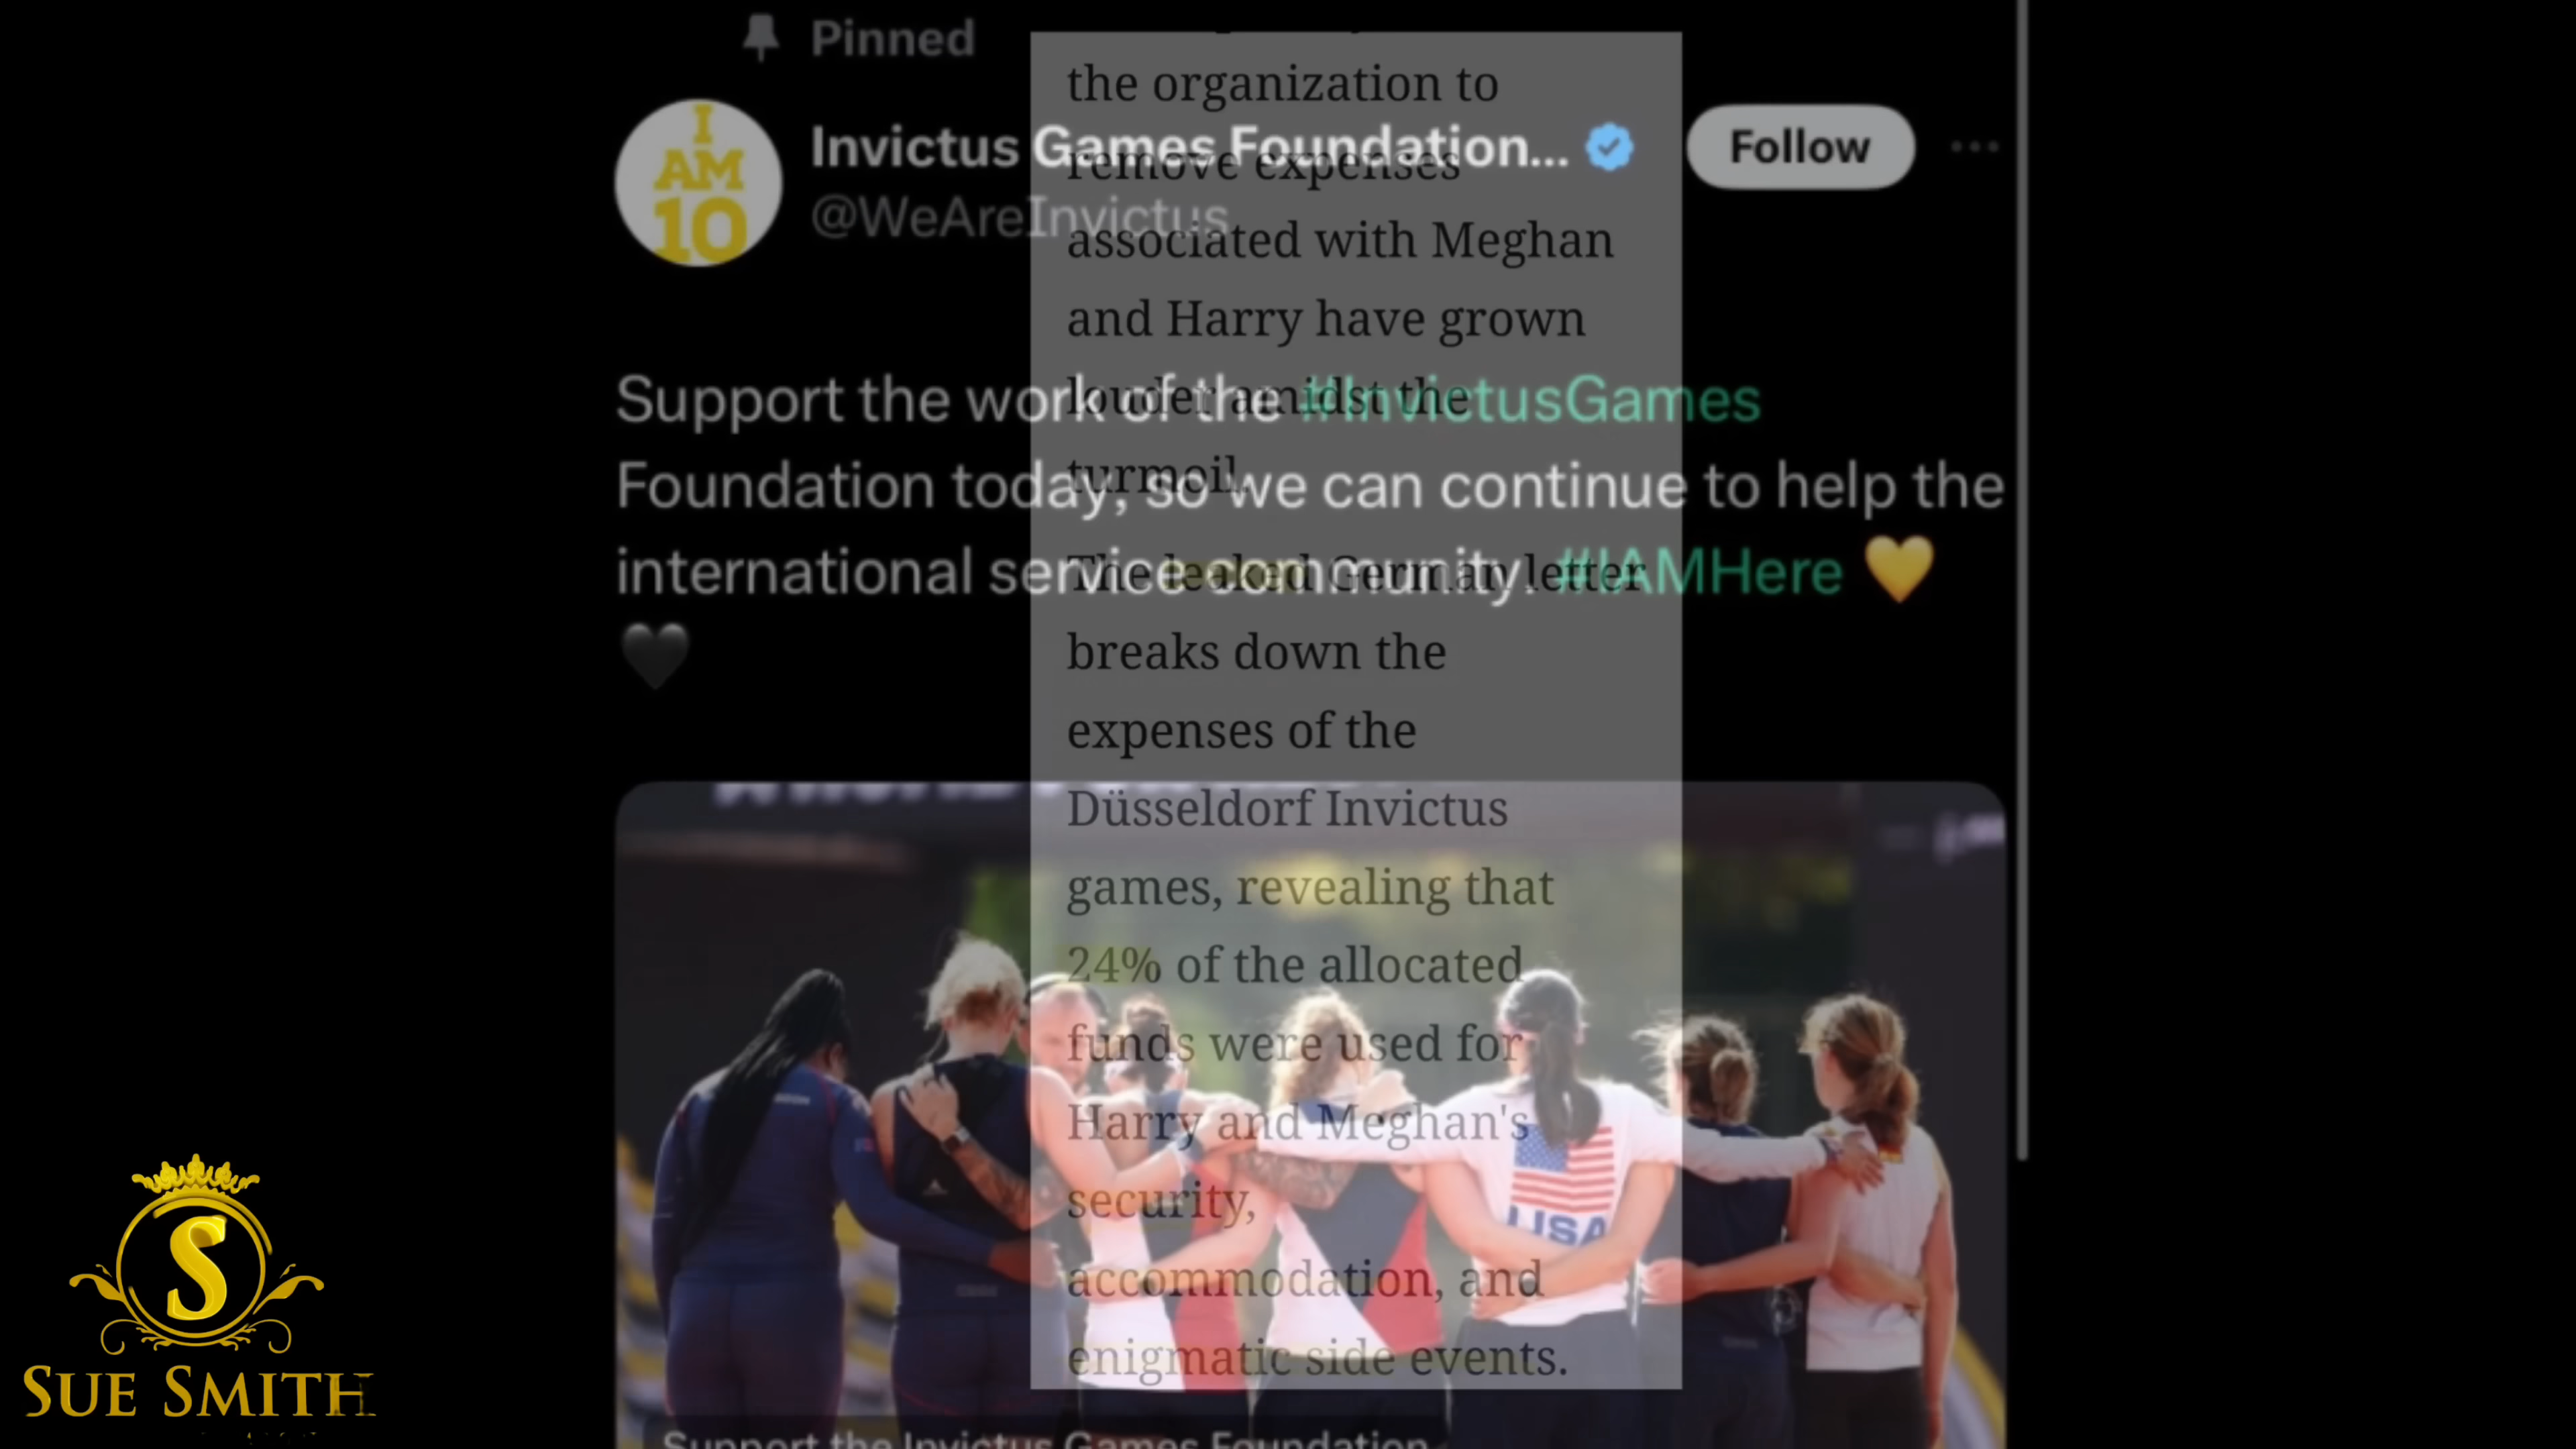 Pinned
Invictus Games Foundation...
@WeAreInvictus
Follow
I
AM
10
Support the work of the #InvictusGames
Foundation today, so we can continue to help the
international service community. #IAMHere 💛
🖤
the organization to
remove expenses
associated with Meghan
and Harry have grown
louder amidst the
turmoil.
The leaked German letter
breaks down the
expenses of the
Düsseldorf Invictus
games, revealing that
24% of the allocated
funds were used for
Harry and Meghan's
security,
accommodation, and
enigmatic side events.
USA
Support the Invictus Games Foundation
S
SUE SMITH